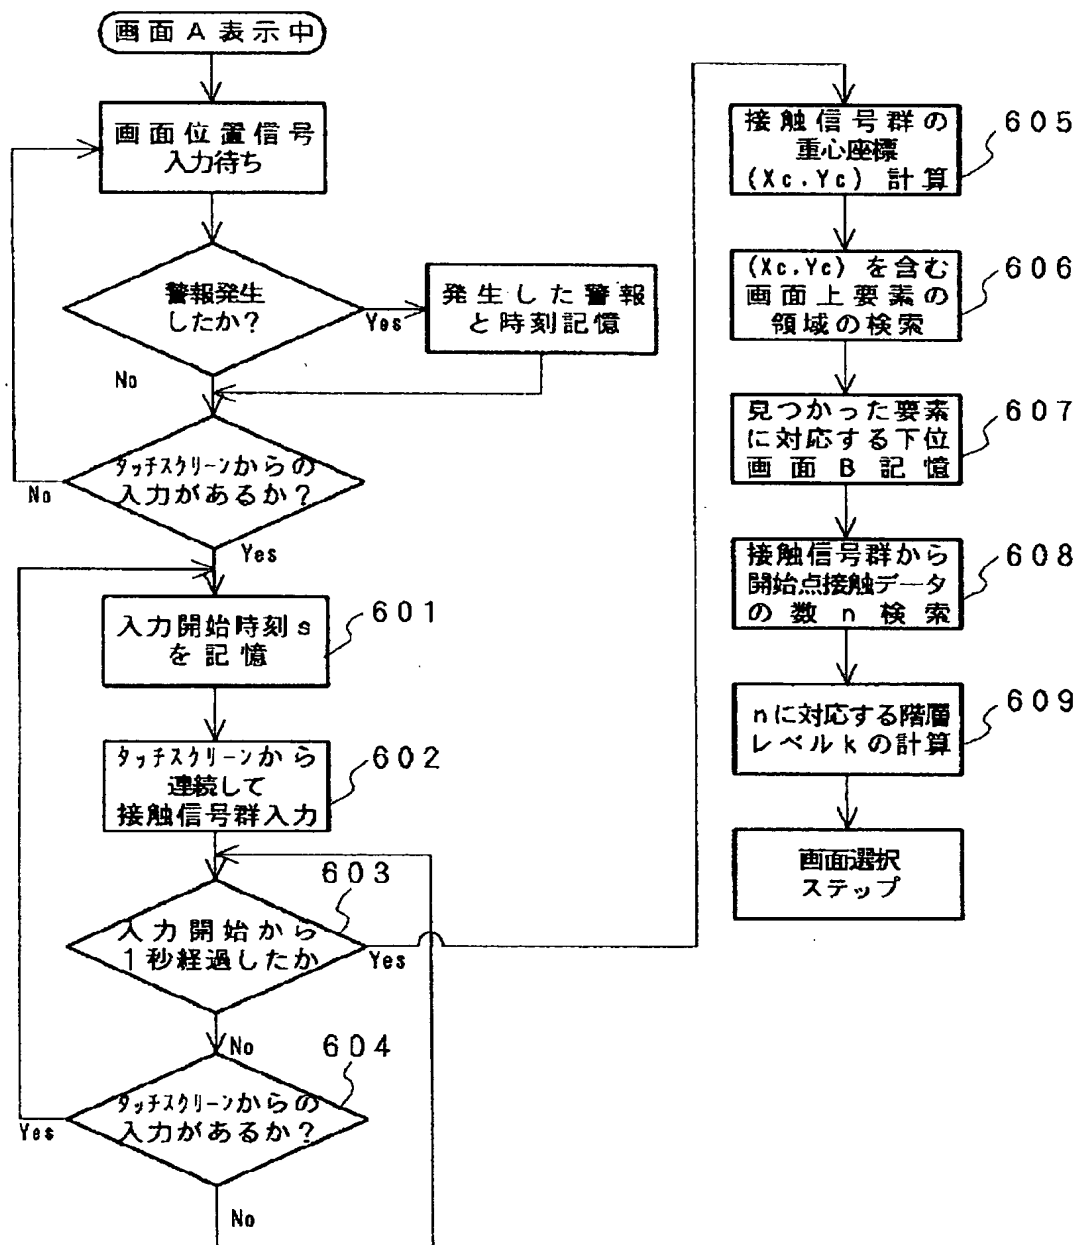 画面A表示中
画面位置信号
入力待ち
警報発生
したか？
Yes
発生した警報
と時刻記憶
No
タッチスクリーンからの
入力があるか？
No
Yes
入力開始時刻s
を記憶
601
タッチスクリーンから
連続して
接触信号群入力
602
入力開始から
1秒経過したか
603
Yes
No
タッチスクリーンからの
入力があるか？
604
Yes
No
接触信号群の
重心座標
(Xc.Yc)計算
605
(Xc.Yc)を含む
画面上要素の
領域の検索
606
見つかった要素
に対応する下位
画面B記憶
607
接触信号群から
開始点接触データ
の数n検索
608
nに対応する階層
レベルkの計算
609
画面選択
ステップ